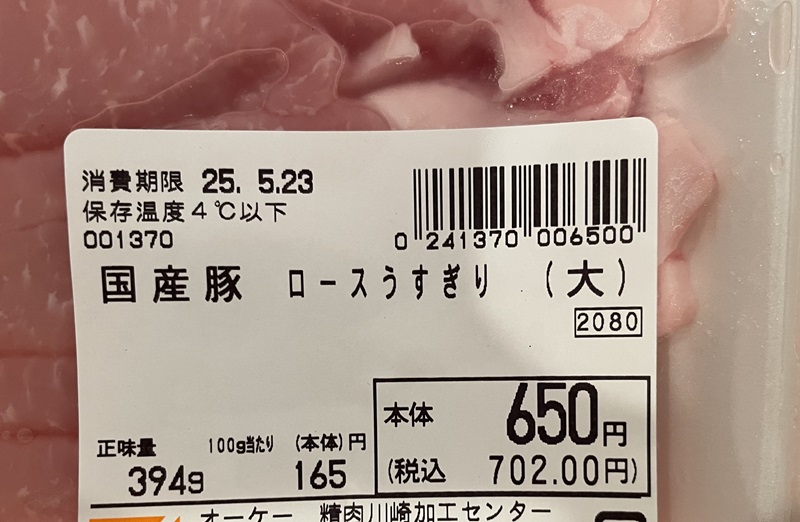 消費期限 25. 5.23
保存温度4℃以下
001370
0 241370 006500
国産豚 ロースうすぎり (大)
2080
本体 650円
正味量 100g当たり (本体)円
394g 165
(税込 702.00円)
オーケー 精肉川崎加工センター